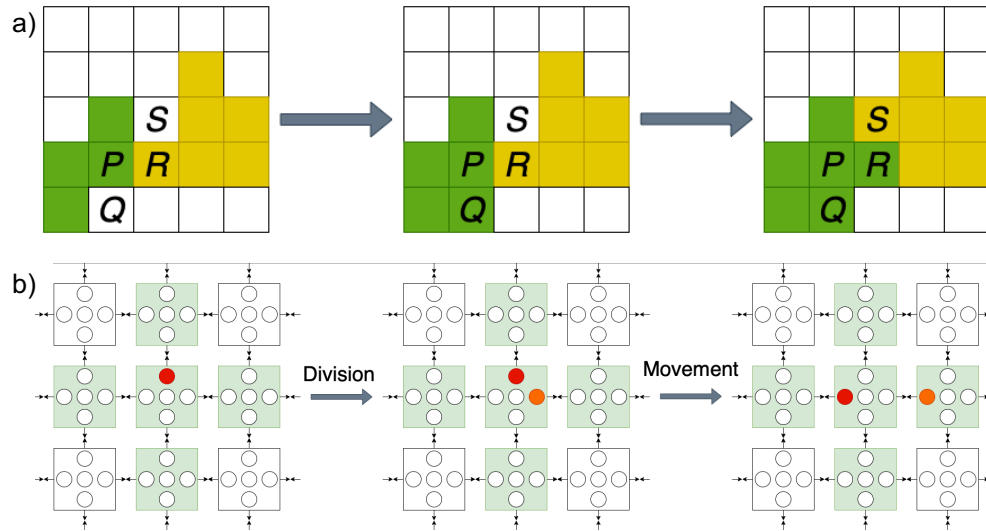 a)
S S S
P R P R P R
Q Q Q
b)
Division Movement